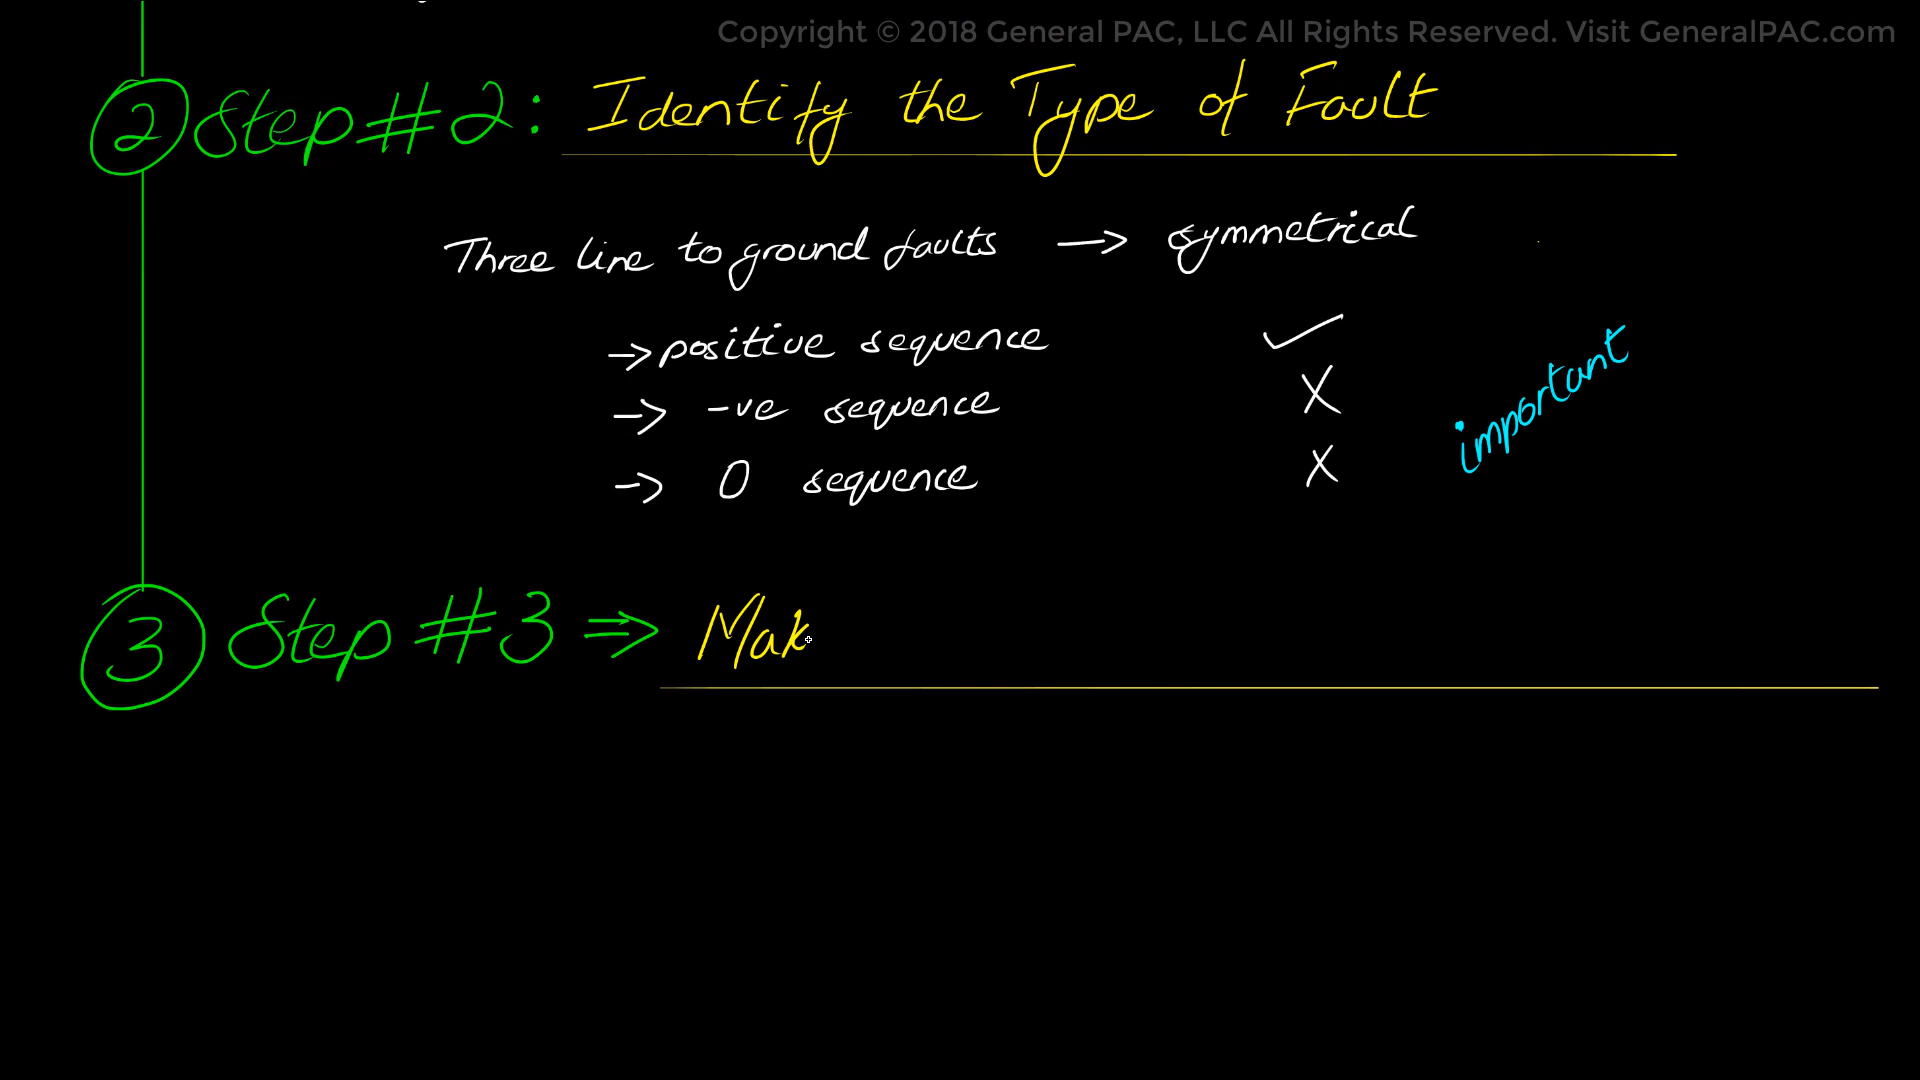 Copyright © 2018 General PAC, LLC All Rights Reserved. Visit GeneralPAC.com
2 Step #2: Identify the Type of Fault
Three line to ground faults → symmetrical
→ positive sequence ✓
→ -ve sequence X
→ 0 sequence X
important
3 Step #3 ⇒ Mak